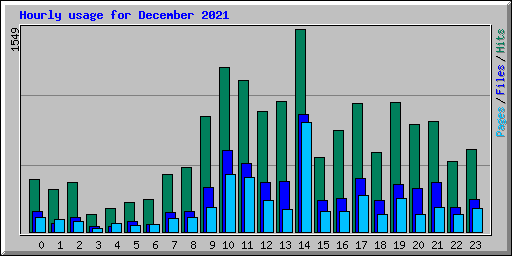 Hourly usage for December 2021
1549
Pages / Files / Hits
0 1 2 3 4 5 6 7 8 9 10 11 12 13 14 15 16 17 18 19 20 21 22 23